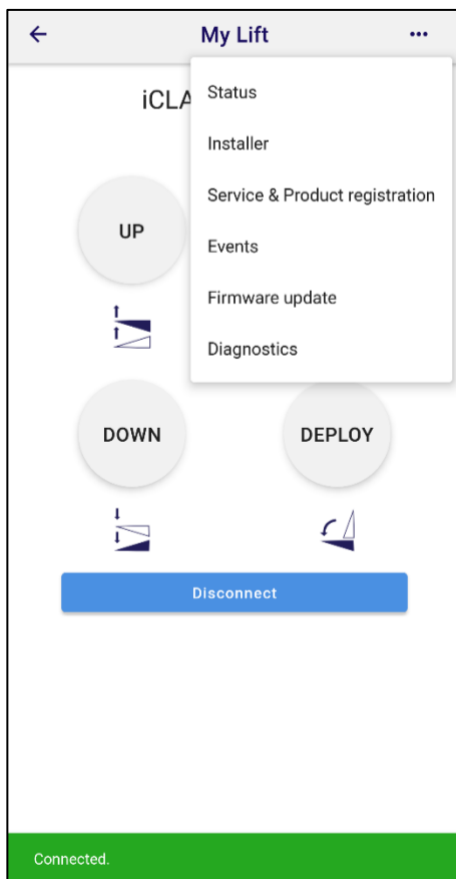 My Lift
iCLA
Status
Installer
Service & Product registration
Events
Firmware update
Diagnostics
UP
DOWN
DEPLOY
Disconnect
Connected.